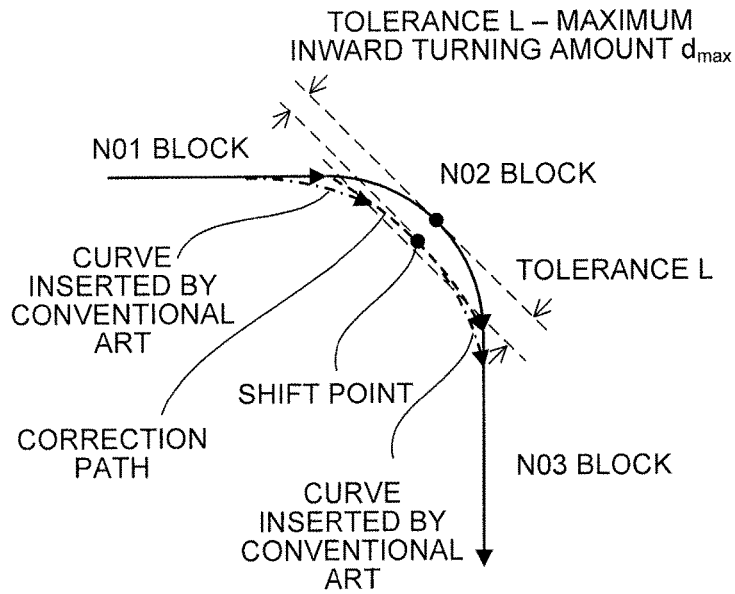 TOLERANCE L – MAXIMUM
INWARD TURNING AMOUNT dmax
N01 BLOCK
N02 BLOCK
CURVE
INSERTED BY
CONVENTIONAL
ART
TOLERANCE L
SHIFT POINT
CORRECTION
PATH
N03 BLOCK
CURVE
INSERTED BY
CONVENTIONAL
ART